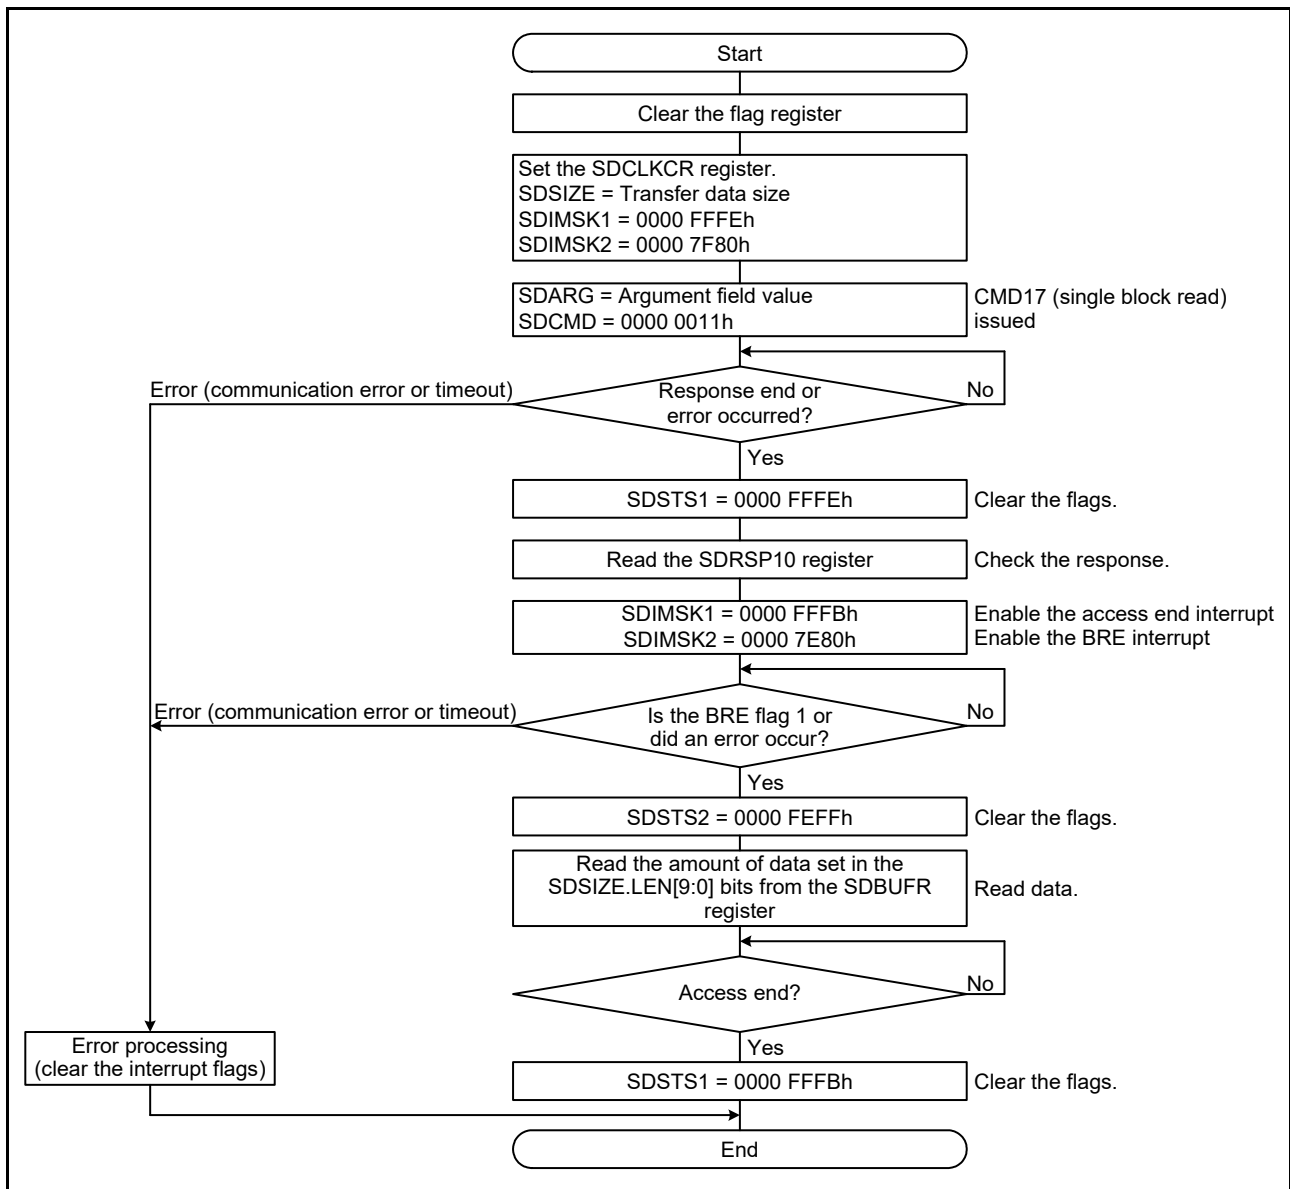 Start
Clear the flag register
Set the SDCLKCR register.
SDSIZE = Transfer data size
SDIMSK1 = 0000 FFFEh
SDIMSK2 = 0000 7F80h
SDARG = Argument field value
SDCMD = 0000 0011h
CMD17 (single block read)
issued
Error (communication error or timeout)
Response end or
error occurred?
No
Yes
SDSTS1 = 0000 FFFEh
Clear the flags.
Read the SDRSP10 register
Check the response.
SDIMSK1 = 0000 FFFBh
SDIMSK2 = 0000 7E80h
Enable the access end interrupt
Enable the BRE interrupt
Error (communication error or timeout)
Is the BRE flag 1 or
did an error occur?
No
Yes
SDSTS2 = 0000 FEFFh
Clear the flags.
Read the amount of data set in the
SDSIZE.LEN[9:0] bits from the SDBUFR
register
Read data.
Access end?
No
Yes
Error processing
(clear the interrupt flags)
SDSTS1 = 0000 FFFBh
Clear the flags.
End